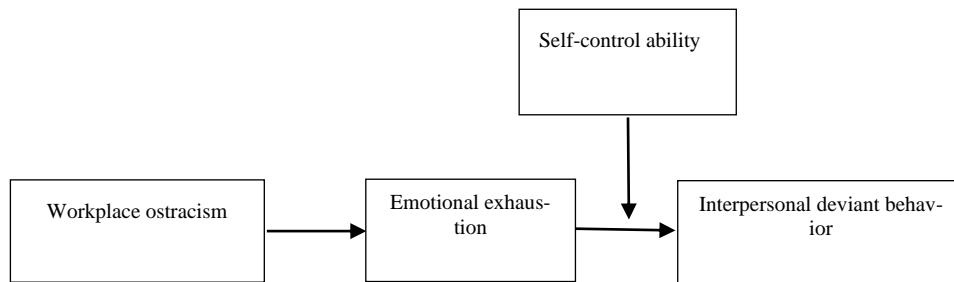 Self-control ability
Workplace ostracism
Emotional exhaus-
tion
Interpersonal deviant behav-
ior